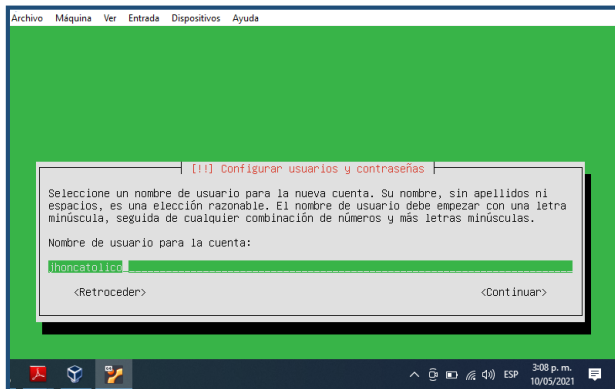 Archivo Máquina Ver Entrada Dispositivos Ayuda
[!!] Configurar usuarios y contraseñas
Seleccione un nombre de usuario para la nueva cuenta. Su nombre, sin apellidos ni
espacios, es una elección razonable. El nombre de usuario debe empezar con una letra
minúscula, seguida de cualquier combinación de números y más letras minúsculas.
Nombre de usuario para la cuenta:
jhoncatolico
<Retroceder> <Continuar>
ESP 3:08 p. m.
10/05/2021